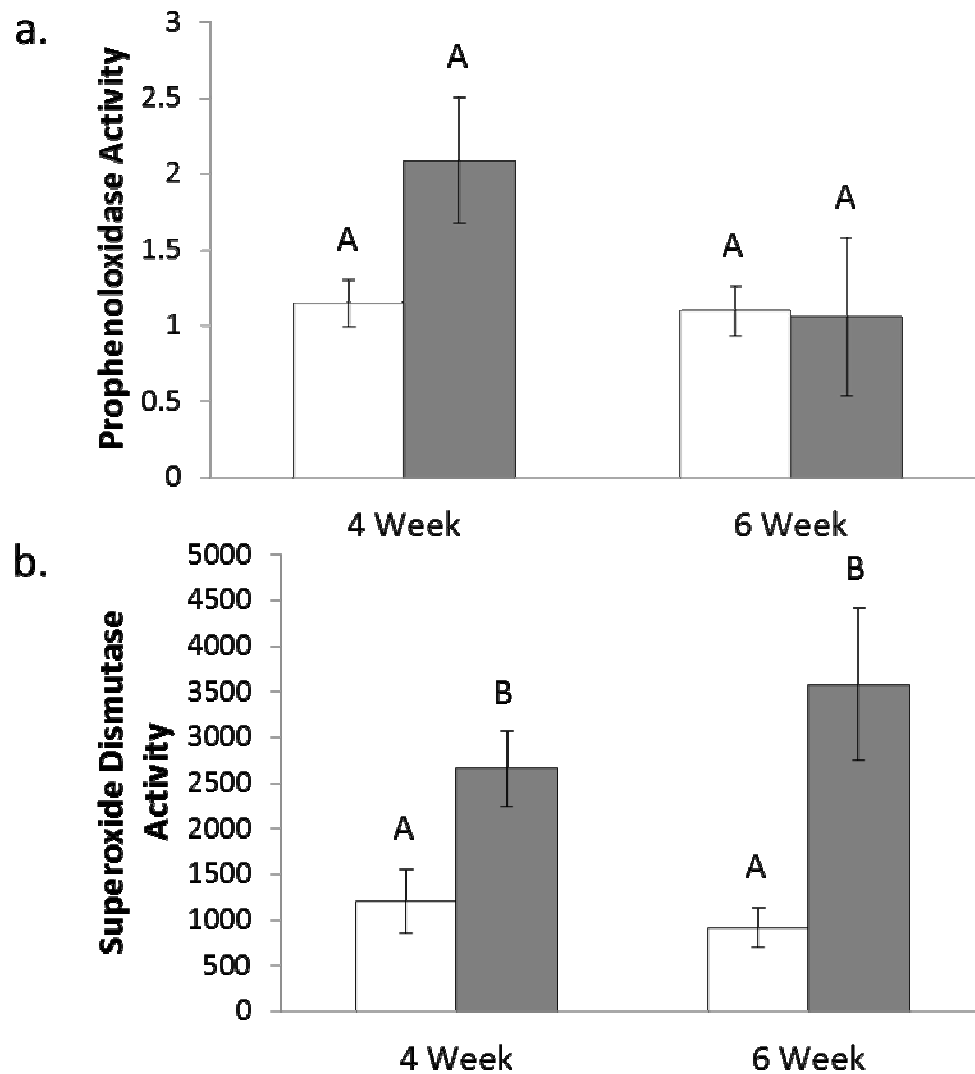 a.
Prophenoloxidase Activity
3
2.5
2
1.5
1
0.5
0
A
A
A
A
4 Week
6 Week
b.
Superoxide Dismutase
Activity
5000
4500
4000
3500
3000
2500
2000
1500
1000
500
0
A
B
A
B
4 Week
6 Week